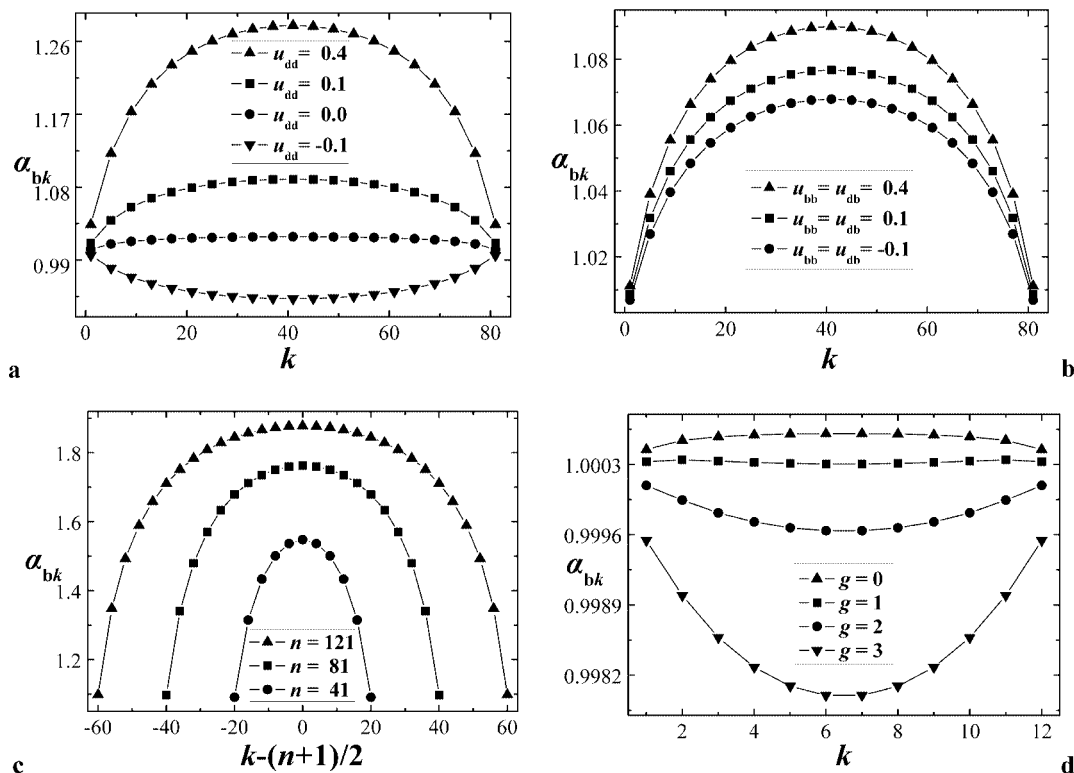 1.26
1.17
1.08
0.99
α_bk
u_dd = 0.4
u_dd = 0.1
u_dd = 0.0
u_dd = -0.1
0 20 40 60 80
k
a
1.08
1.06
1.04
1.02
α_bk
u_bb = u_db = 0.4
u_bb = u_db = 0.1
u_bb = u_db = -0.1
0 20 40 60 80
k
b
1.8
1.6
1.4
1.2
α_bk
n = 121
n = 81
n = 41
-60 -40 -20 0 20 40 60
k-(n+1)/2
c
1.0003
0.9996
0.9989
0.9982
α_bk
g = 0
g = 1
g = 2
g = 3
2 4 6 8 10 12
k
d